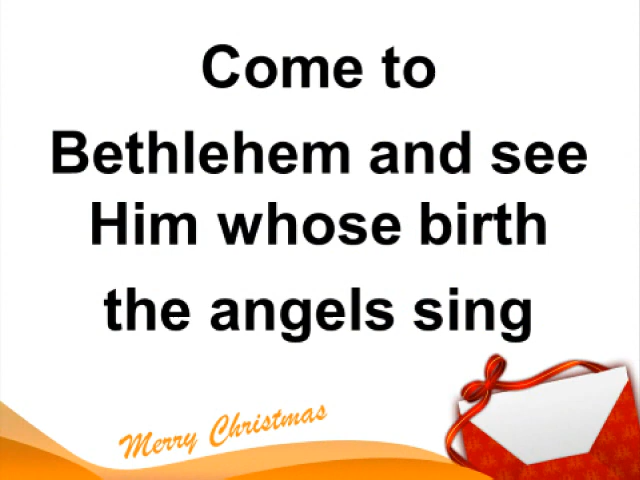 Come to
Bethlehem and see
Him whose birth
the angels sing
Merry Christmas